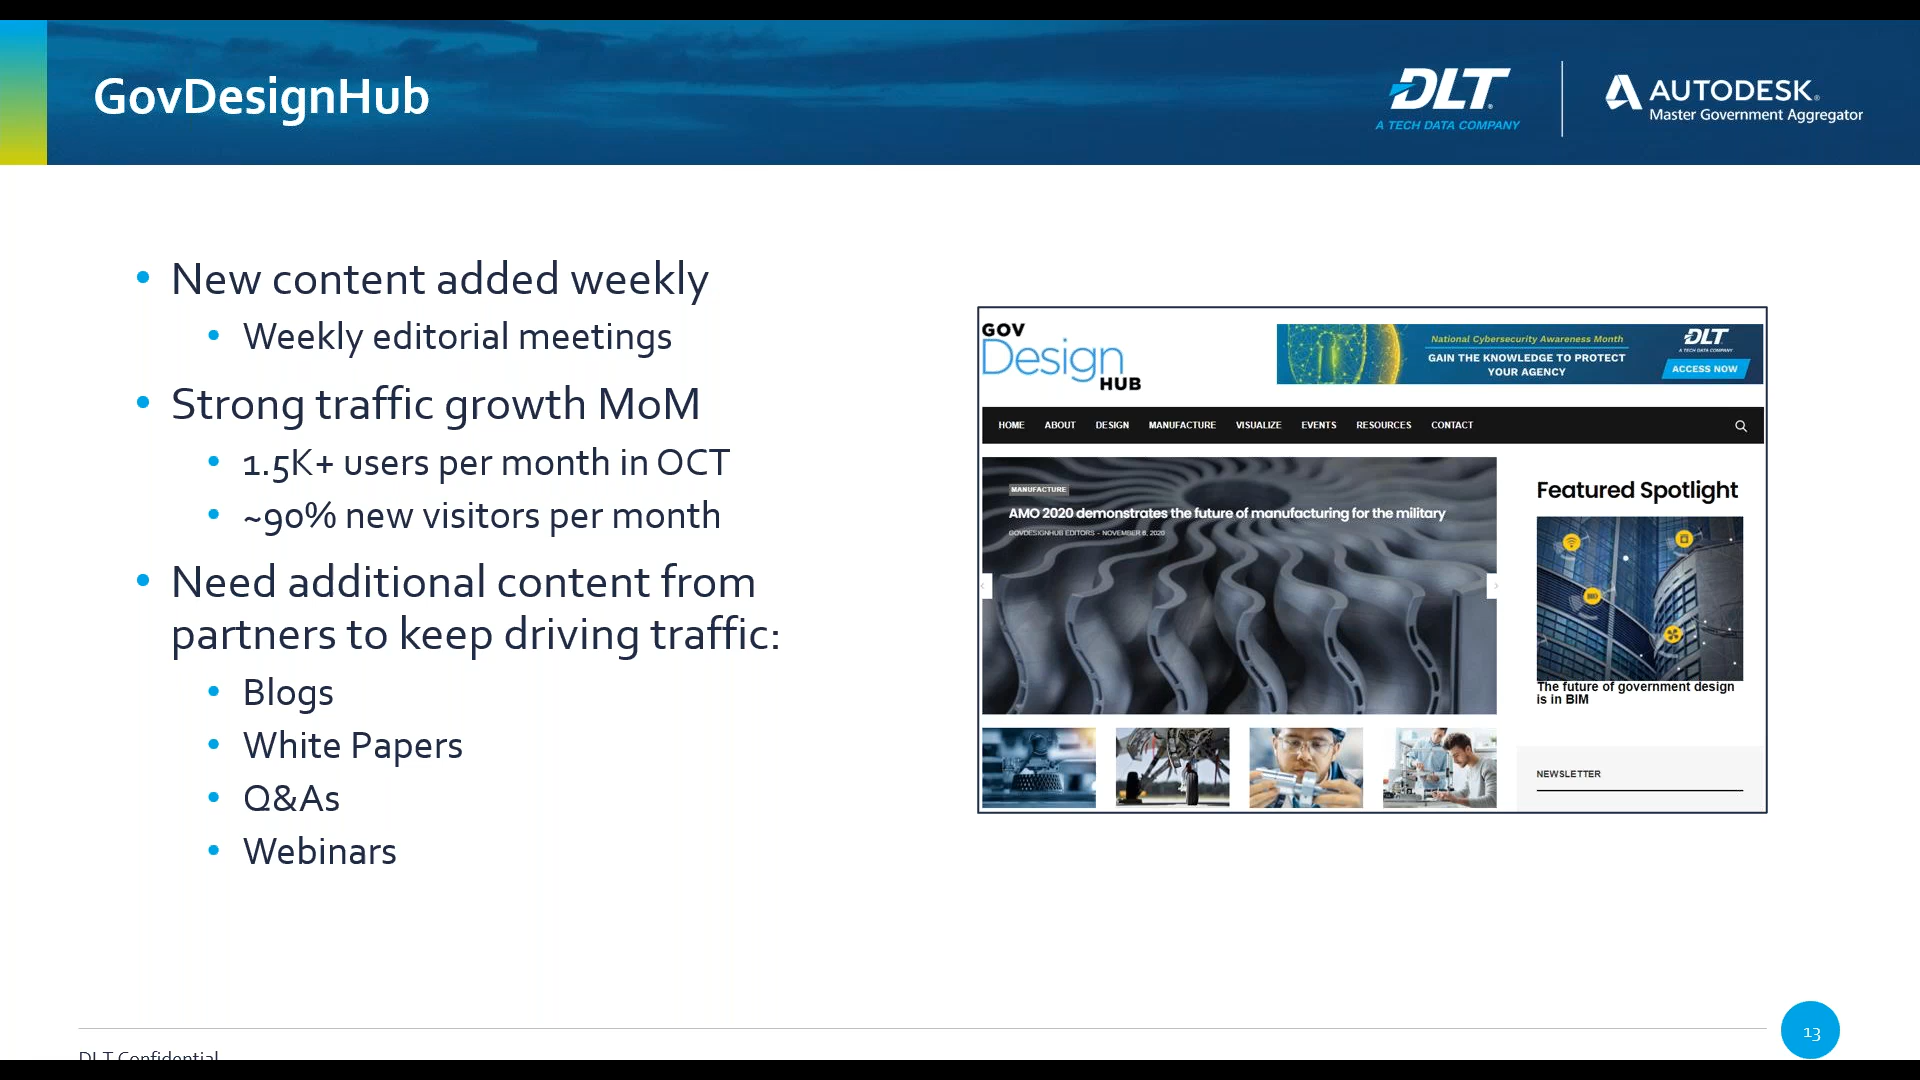 GovDesignHub
DLT®
A TECH DATA COMPANY
AUTODESK®
Master Government Aggregator
• New content added weekly
• Weekly editorial meetings
• Strong traffic growth MoM
• 1.5K+ users per month in OCT
• ~90% new visitors per month
• Need additional content from
partners to keep driving traffic:
• Blogs
• White Papers
• Q&As
• Webinars
GOV
Design
HUB
National Cybersecurity Awareness Month
GAIN THE KNOWLEDGE TO PROTECT
YOUR AGENCY
DLT
A TECH DATA COMPANY
ACCESS NOW
HOME ABOUT DESIGN MANUFACTURE VISUALIZE EVENTS RESOURCES CONTACT
MANUFACTURE
AMO 2020 demonstrates the future of manufacturing for the military
GOVDESIGNHUB EDITORS - NOVEMBER 6, 2020
Featured Spotlight
The future of government design
is in BIM
NEWSLETTER
DLT Confidential
13